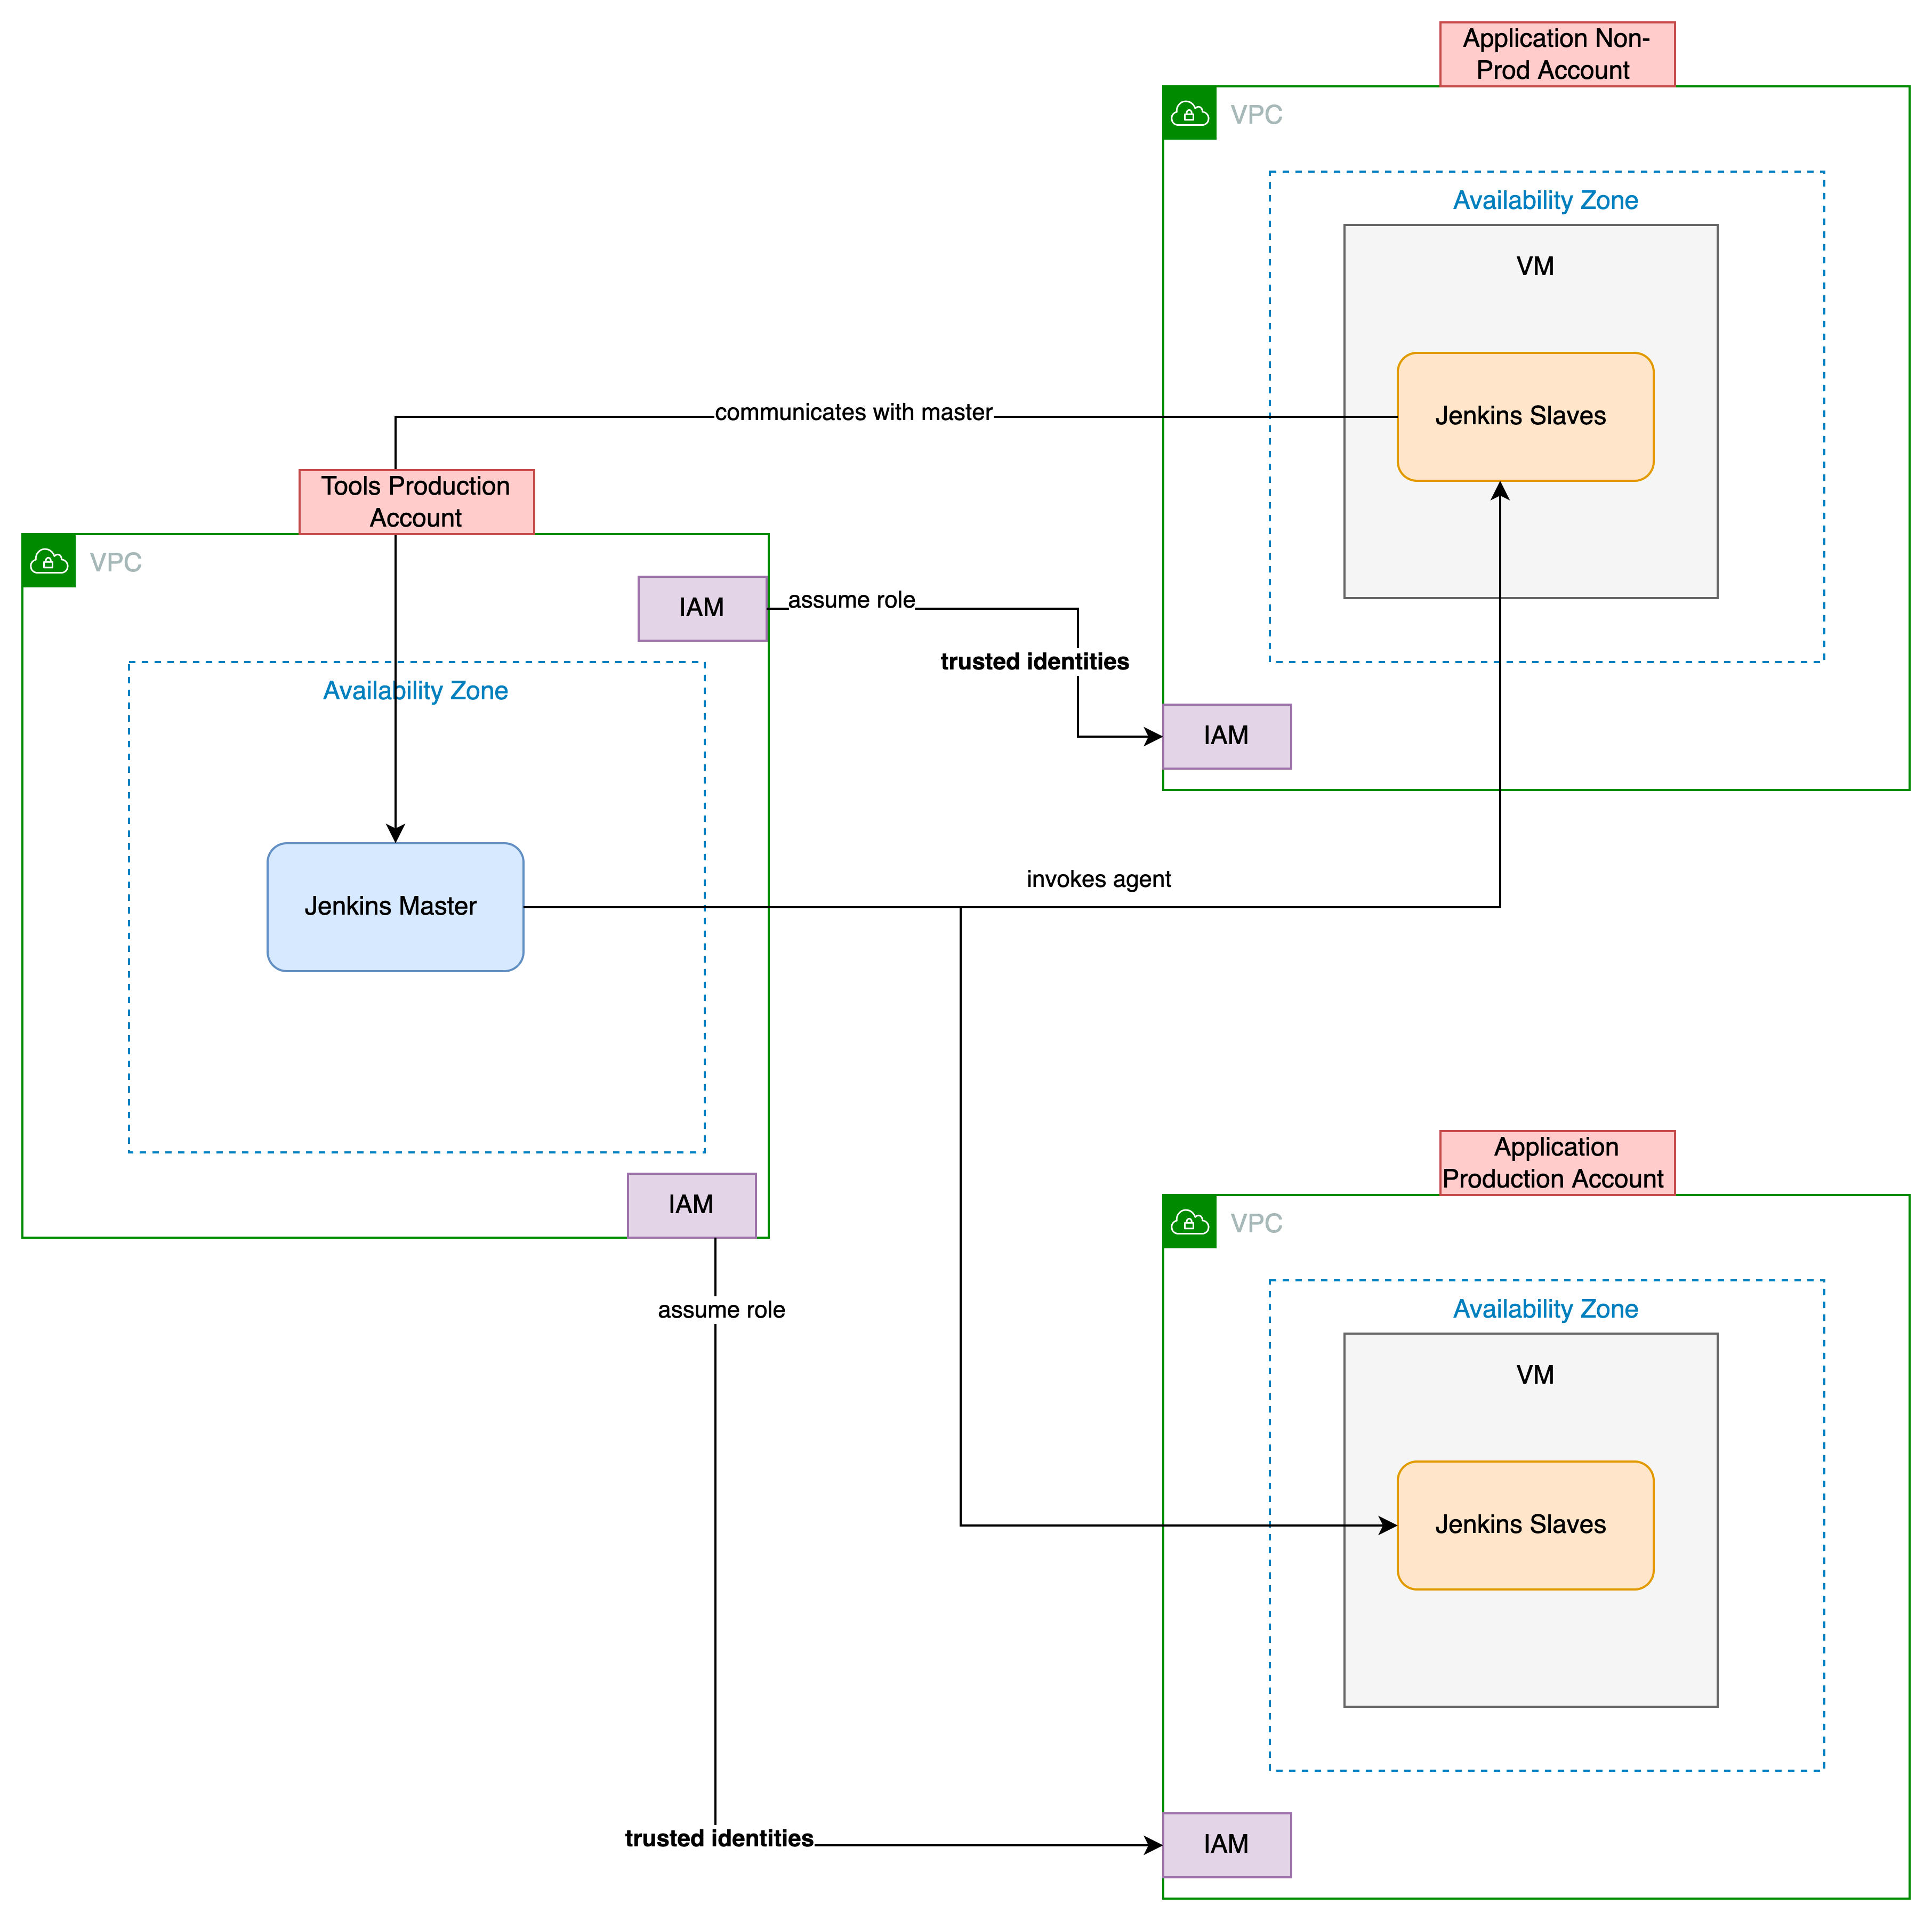 Application Non-
Prod Account
VPC
Availability Zone
VM
Jenkins Slaves
communicates with master
Tools Production
Account
VPC
IAM
assume role
trusted identities
IAM
Availability Zone
Jenkins Master
invokes agent
IAM
assume role
trusted identities
Application
Production Account
VPC
Availability Zone
VM
Jenkins Slaves
IAM